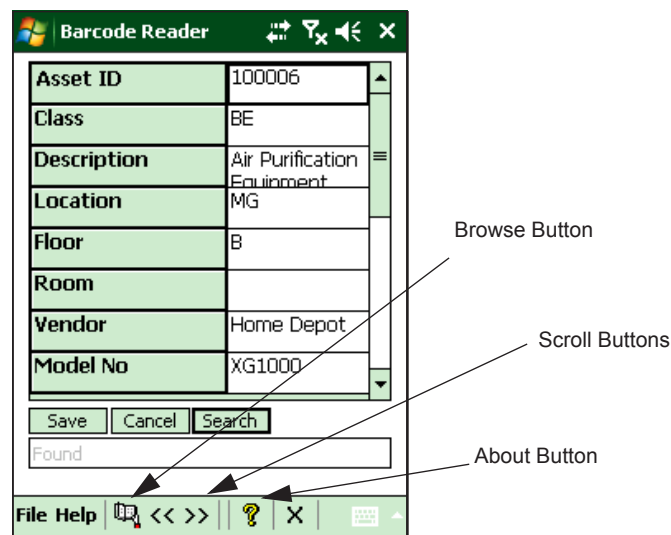 Barcode Reader
Asset ID 100006
Class BE
Description Air Purification
Equipment
Location MG
Floor B
Room
Vendor Home Depot
Model No XG1000
Save Cancel Search
Found
File Help << >> ? X
Browse Button
Scroll Buttons
About Button